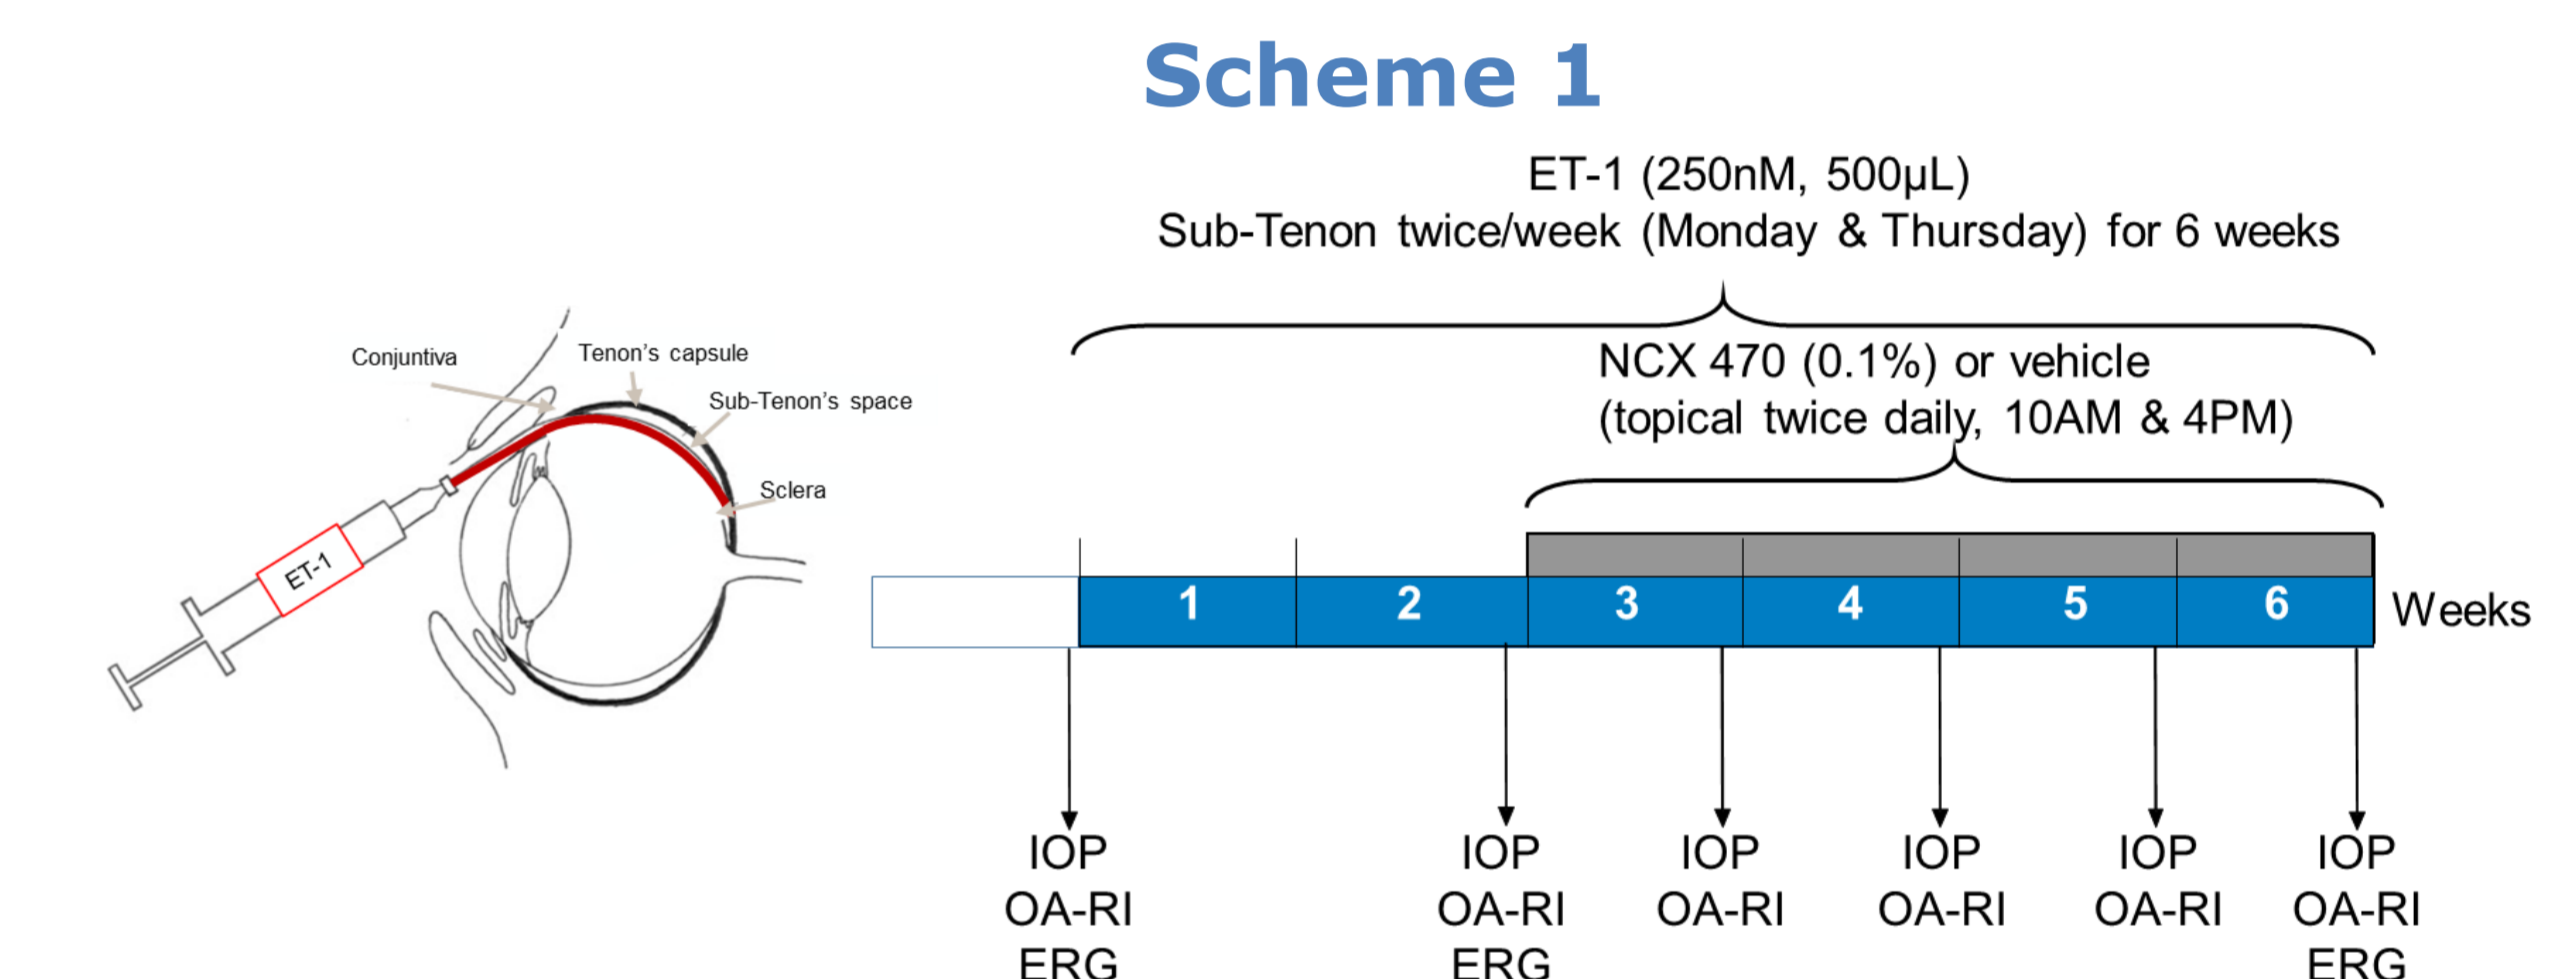 Scheme 1
ET-1 (250nM, 500µL)
Sub-Tenon twice/week (Monday & Thursday) for 6 weeks
NCX 470 (0.1%) or vehicle
(topical twice daily, 10AM & 4PM)
Conjuntiva
Tenon's capsule
Sub-Tenon's space
Sclera
ET-1
1 2 3 4 5 6 Weeks
IOP IOP IOP IOP IOP IOP
OA-RI OA-RI OA-RI OA-RI OA-RI OA-RI
ERG ERG ERG